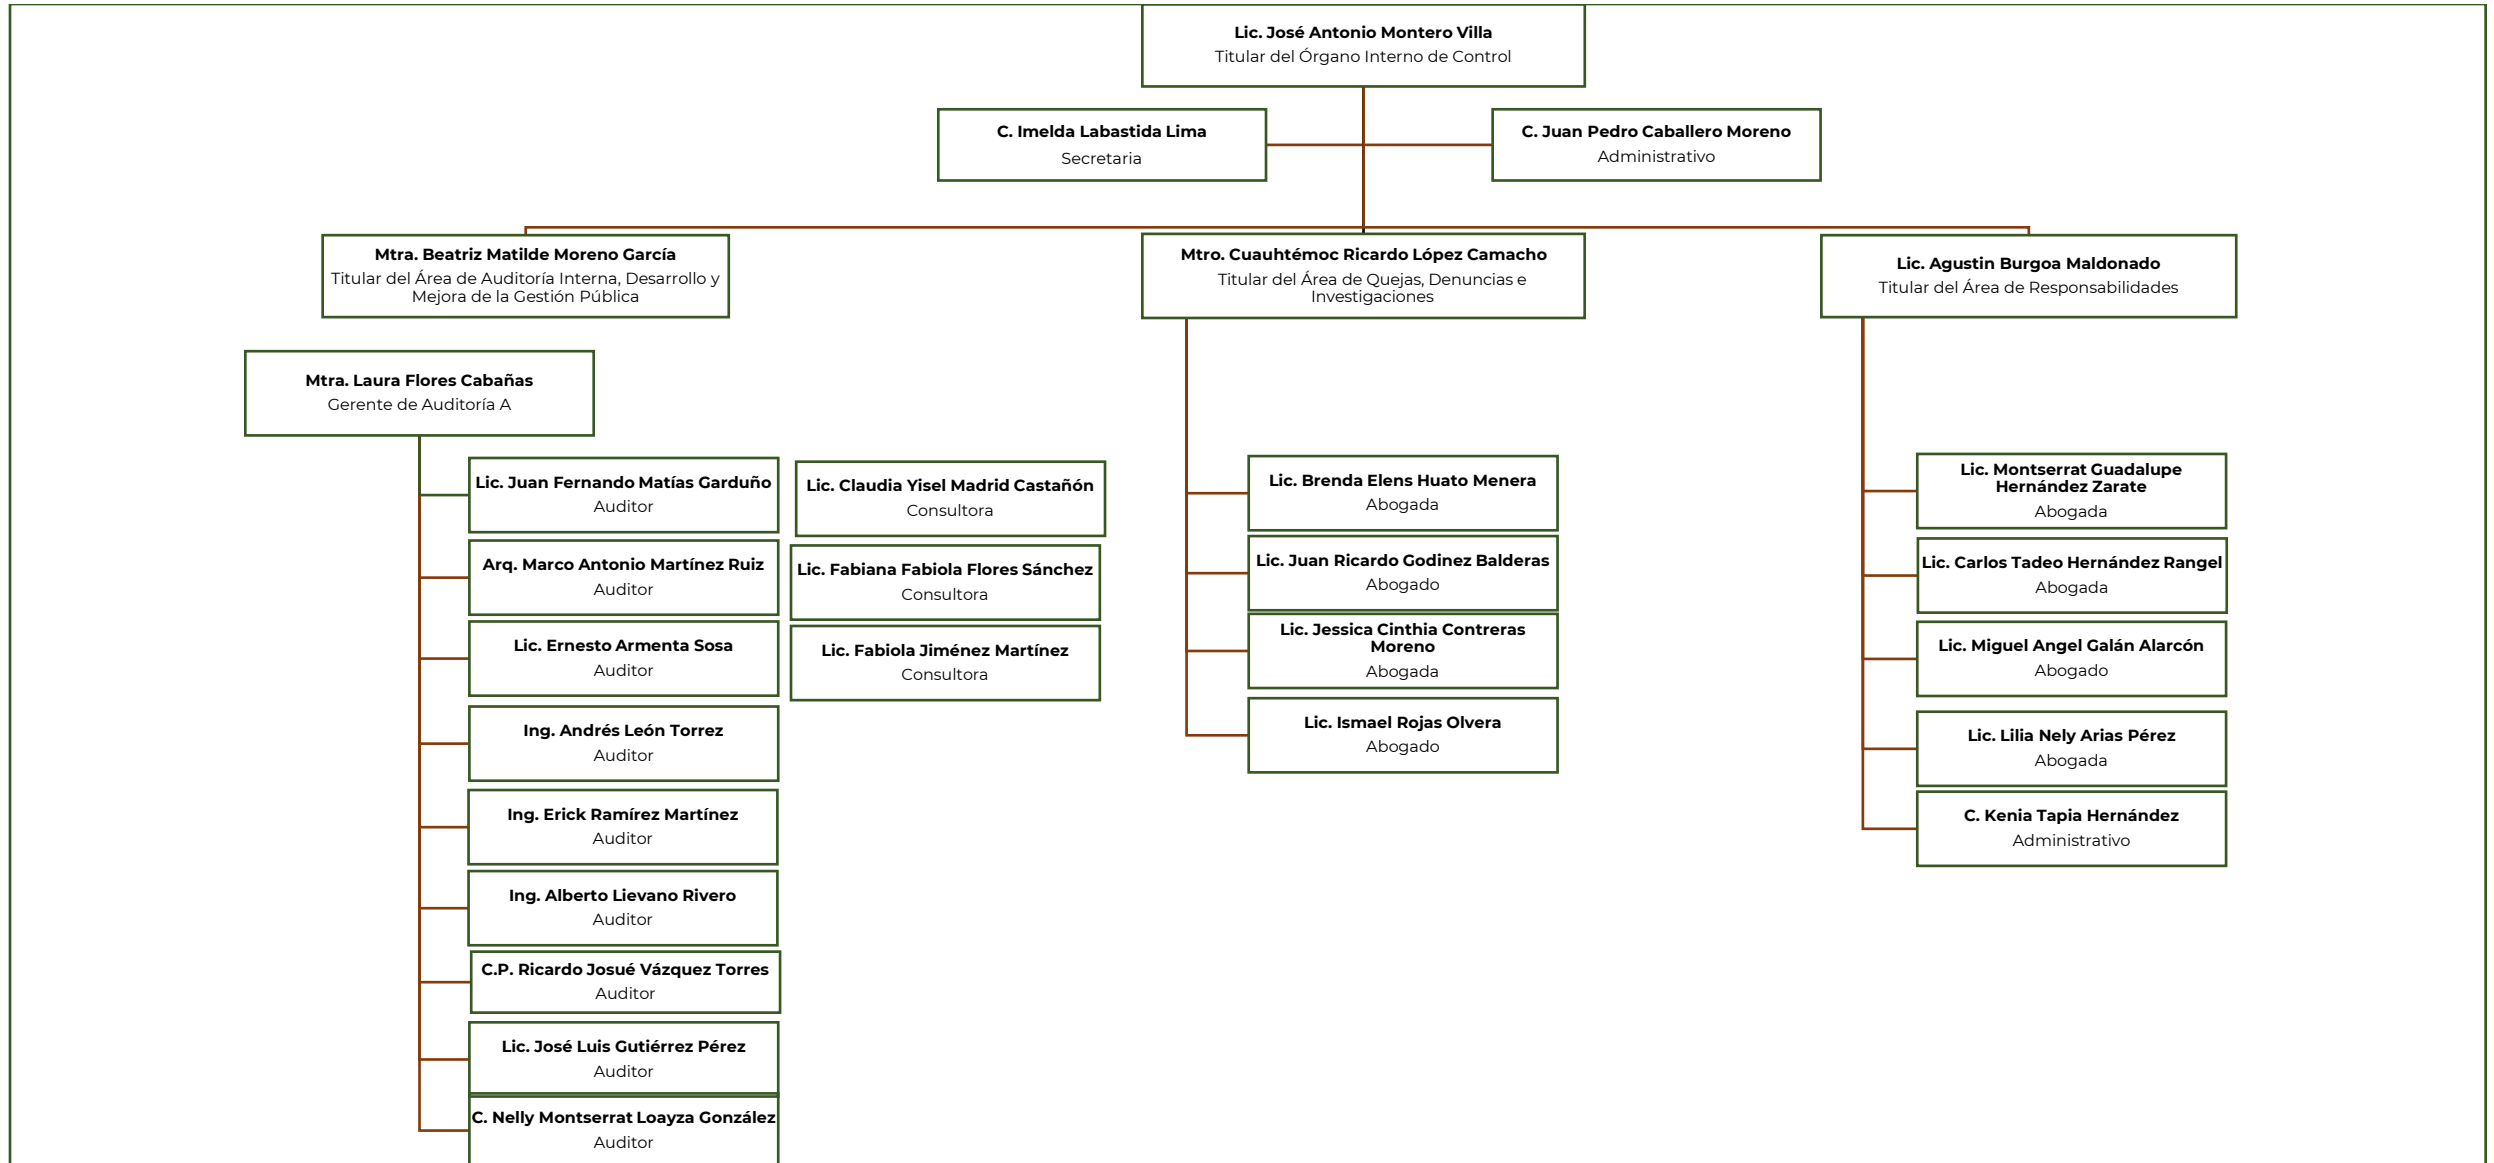 Lic. José Antonio Montero Villa
Titular del Órgano Interno de Control
C. Imelda Labastida Lima
Secretaria
C. Juan Pedro Caballero Moreno
Administrativo
Mtra. Beatriz Matilde Moreno García
Titular del Área de Auditoría Interna, Desarrollo y
Mejora de la Gestión Pública
Mtro. Cuauhtémoc Ricardo López Camacho
Titular del Área de Quejas, Denuncias e
Investigaciones
Lic. Agustin Burgoa Maldonado
Titular del Área de Responsabilidades
Mtra. Laura Flores Cabañas
Gerente de Auditoría A
Lic. Juan Fernando Matías Garduño
Auditor
Arq. Marco Antonio Martínez Ruiz
Auditor
Lic. Ernesto Armenta Sosa
Auditor
Ing. Andrés León Torrez
Auditor
Ing. Erick Ramírez Martínez
Auditor
Ing. Alberto Lievano Rivero
Auditor
C.P. Ricardo Josué Vázquez Torres
Auditor
Lic. José Luis Gutiérrez Pérez
Auditor
C. Nelly Montserrat Loayza González
Auditor
Lic. Claudia Yisel Madrid Castañón
Consultora
Lic. Fabiana Fabiola Flores Sánchez
Consultora
Lic. Fabiola Jiménez Martínez
Consultora
Lic. Brenda Elens Huato Menera
Abogada
Lic. Juan Ricardo Godinez Balderas
Abogado
Lic. Jessica Cinthia Contreras
Moreno
Abogada
Lic. Ismael Rojas Olvera
Abogado
Lic. Montserrat Guadalupe
Hernández Zarate
Abogada
Lic. Carlos Tadeo Hernández Rangel
Abogada
Lic. Miguel Angel Galán Alarcón
Abogado
Lic. Lilia Nely Arias Pérez
Abogada
C. Kenia Tapia Hernández
Administrativo